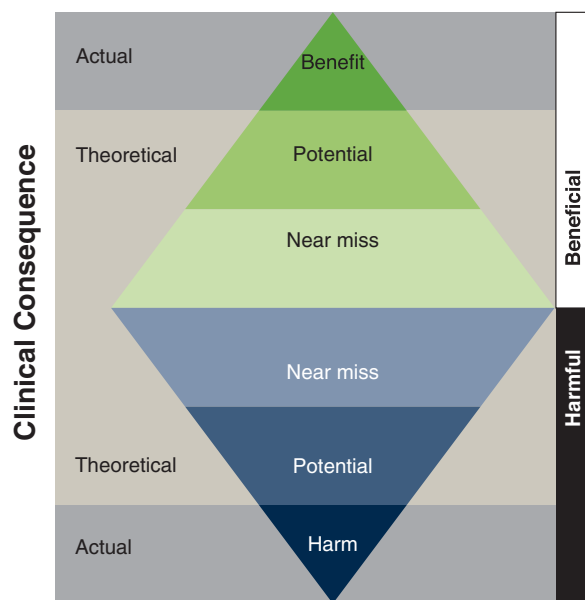 Actual
Benefit
Theoretical
Potential
Near miss
Clinical Consequence
Beneficial
Near miss
Harmful
Theoretical
Potential
Actual
Harm